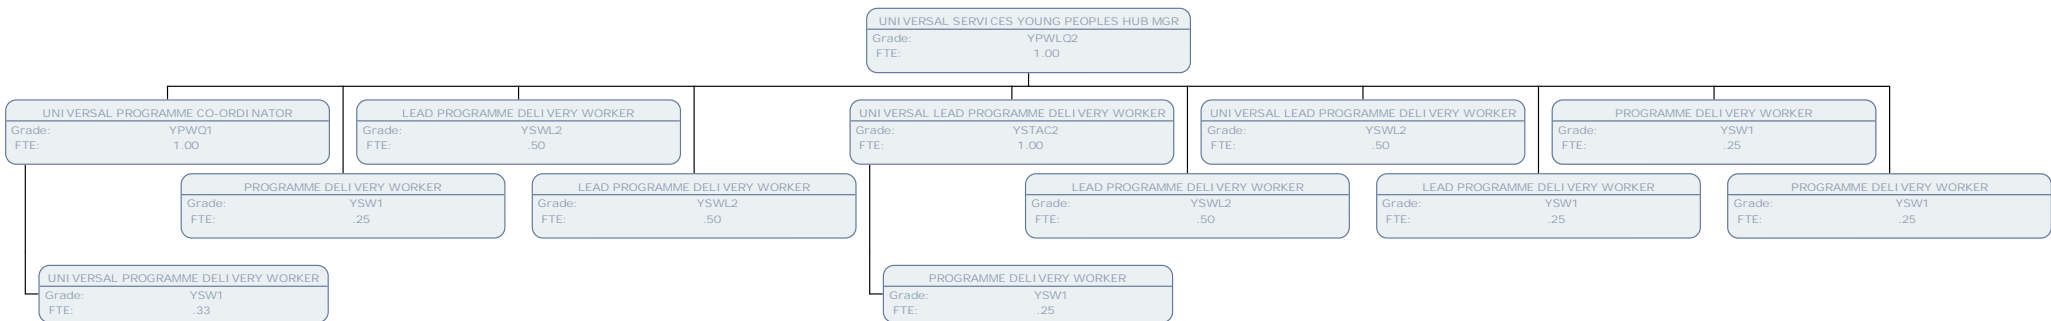 UNIVERSAL SERVICES YOUNG PEOPLES HUB MGR
Grade: YPWLQ2
FTE: 1.00
UNIVERSAL PROGRAMME CO-ORDINATOR
Grade: YPWQ1
FTE: 1.00
LEAD PROGRAMME DELIVERY WORKER
Grade: YSWL2
FTE: .50
UNIVERSAL LEAD PROGRAMME DELIVERY WORKER
Grade: YSTAC2
FTE: 1.00
UNIVERSAL LEAD PROGRAMME DELIVERY WORKER
Grade: YSWL2
FTE: .50
PROGRAMME DELIVERY WORKER
Grade: YSW1
FTE: .25
PROGRAMME DELIVERY WORKER
Grade: YSW1
FTE: .25
LEAD PROGRAMME DELIVERY WORKER
Grade: YSWL2
FTE: .50
LEAD PROGRAMME DELIVERY WORKER
Grade: YSWL2
FTE: .50
LEAD PROGRAMME DELIVERY WORKER
Grade: YSW1
FTE: .25
PROGRAMME DELIVERY WORKER
Grade: YSW1
FTE: .25
UNIVERSAL PROGRAMME DELIVERY WORKER
Grade: YSW1
FTE: .33
PROGRAMME DELIVERY WORKER
Grade: YSW1
FTE: .25